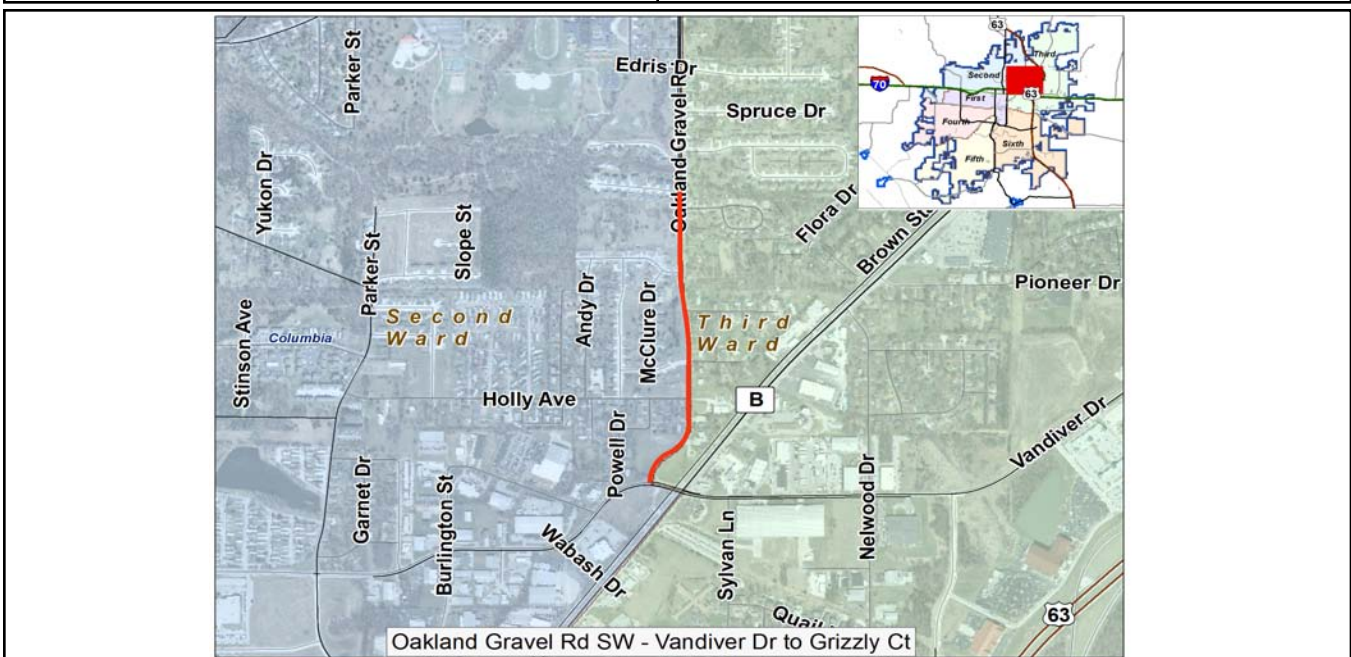 Parker St
Edris Dr
Oakland Gravel Rd
Spruce Dr
Yukon Dr
Flora Dr
Slope St
Parker St
Andy Dr
McClure Dr
Pioneer Dr
Stinson Ave
Columbia
Second
Ward
Third
Ward
Holly Ave
B
Powell Dr
Vandiver Dr
Garnet Dr
Burlington St
Wabash Dr
Sylvan Ln
Nelwood Dr
63
Oakland Gravel Rd SW - Vandiver Dr to Grizzly Ct
63
Third
Second
70
63
First
Fourth
Sixth
Fifth
Brown